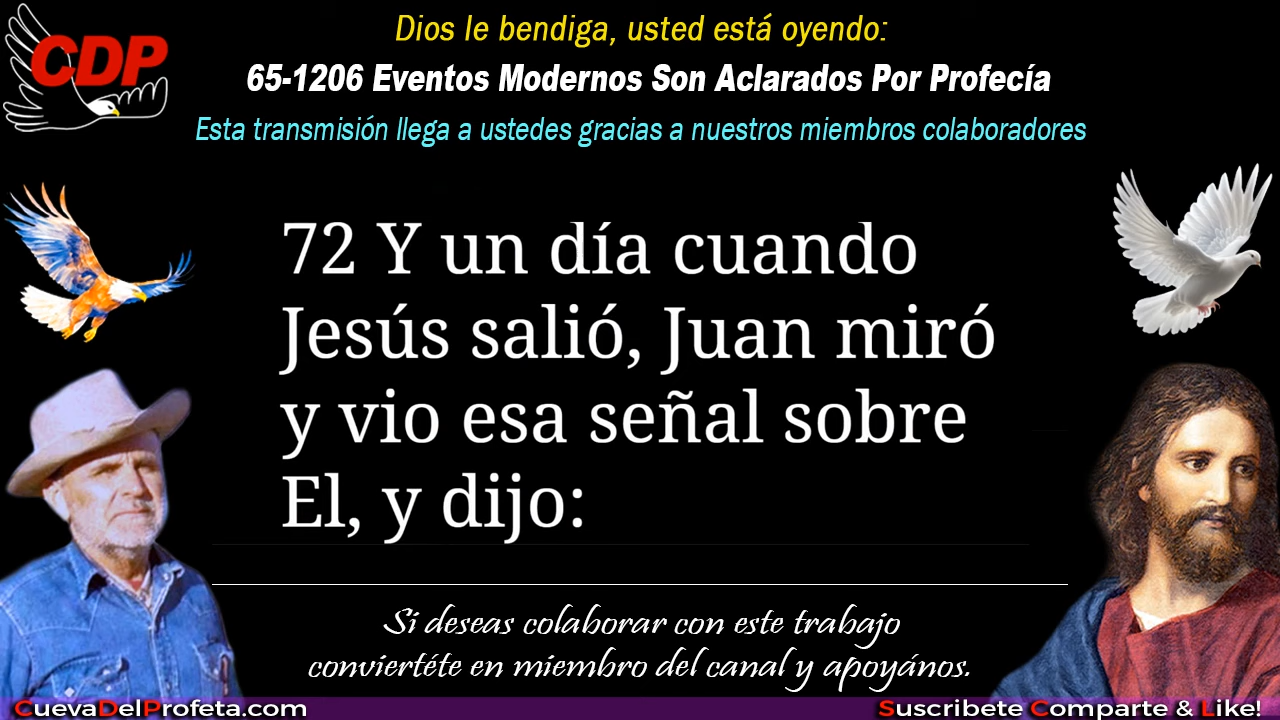 CDP
Dios le bendiga, usted está oyendo:
65-1206 Eventos Modernos Son Aclarados Por Profecía
Esta transmisión llega a ustedes gracias a nuestros miembros colaboradores
72 Y un día cuando
Jesús salió, Juan miró
y vio esa señal sobre
El, y dijo:
Si deseas colaborar con este trabajo
conviertéte en miembro del canal y apoyános.
CuevaDelProfeta.com
Suscribete Comparte & Like!